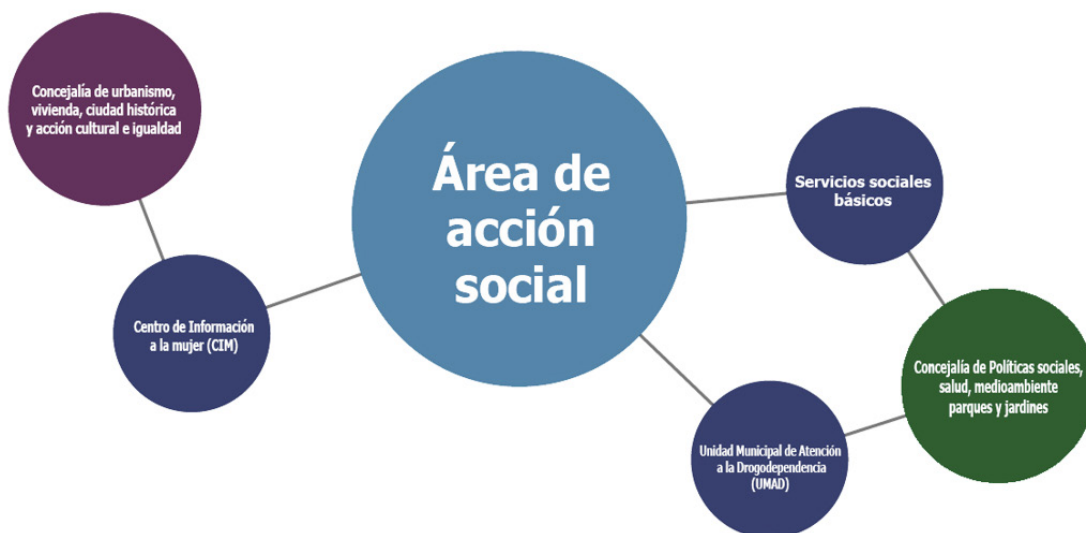 Concejalía de urbanismo,
vivienda, ciudad histórica
y acción cultural e igualdad
Centro de Información
a la mujer (CIM)
Área de
acción
social
Servicios sociales
básicos
Concejalía de Políticas sociales,
salud, medioambiente
parques y jardines
Unidad Municipal de Atención
a la Drogodependencia
(UMAD)